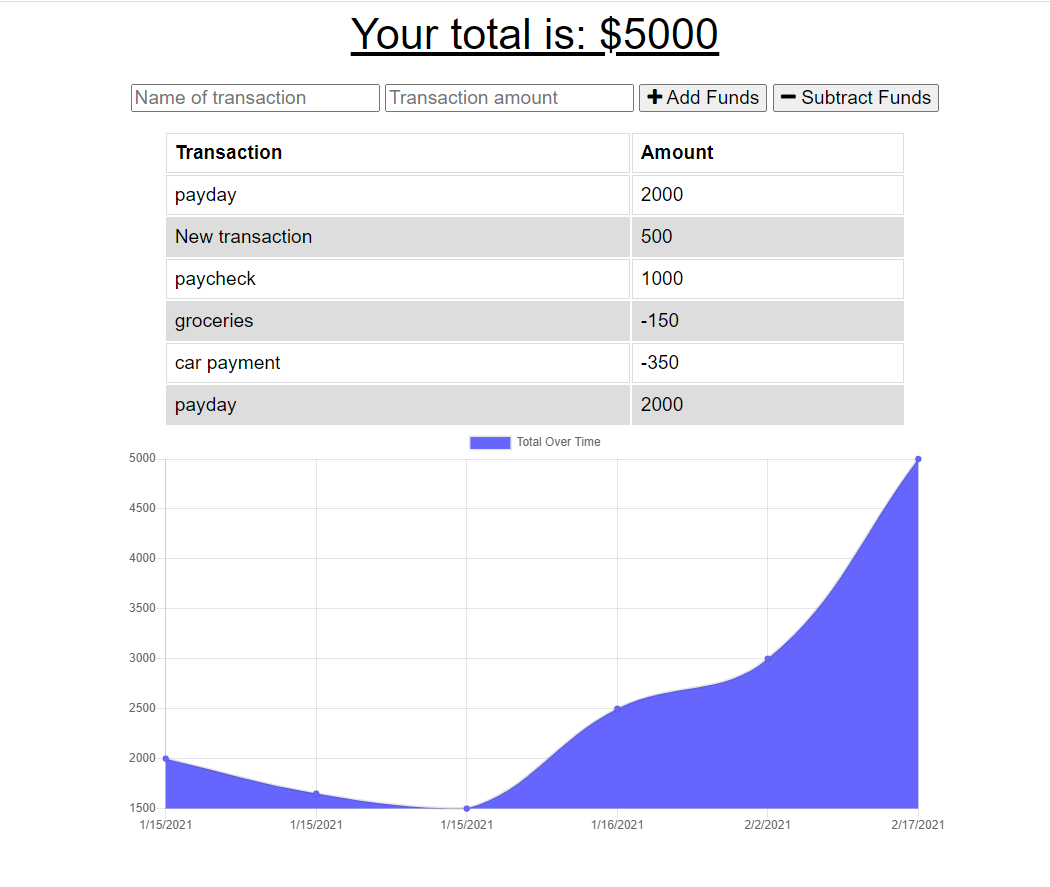 Your total is: $5000
Name of transaction Transaction amount Add Funds Subtract Funds
Transaction Amount
payday 2000
New transaction 500
paycheck 1000
groceries -150
car payment -350
payday 2000
Total Over Time
5000
4500
4000
3500
3000
2500
2000
1500
1/15/2021 1/15/2021 1/15/2021 1/16/2021 2/2/2021 2/17/2021